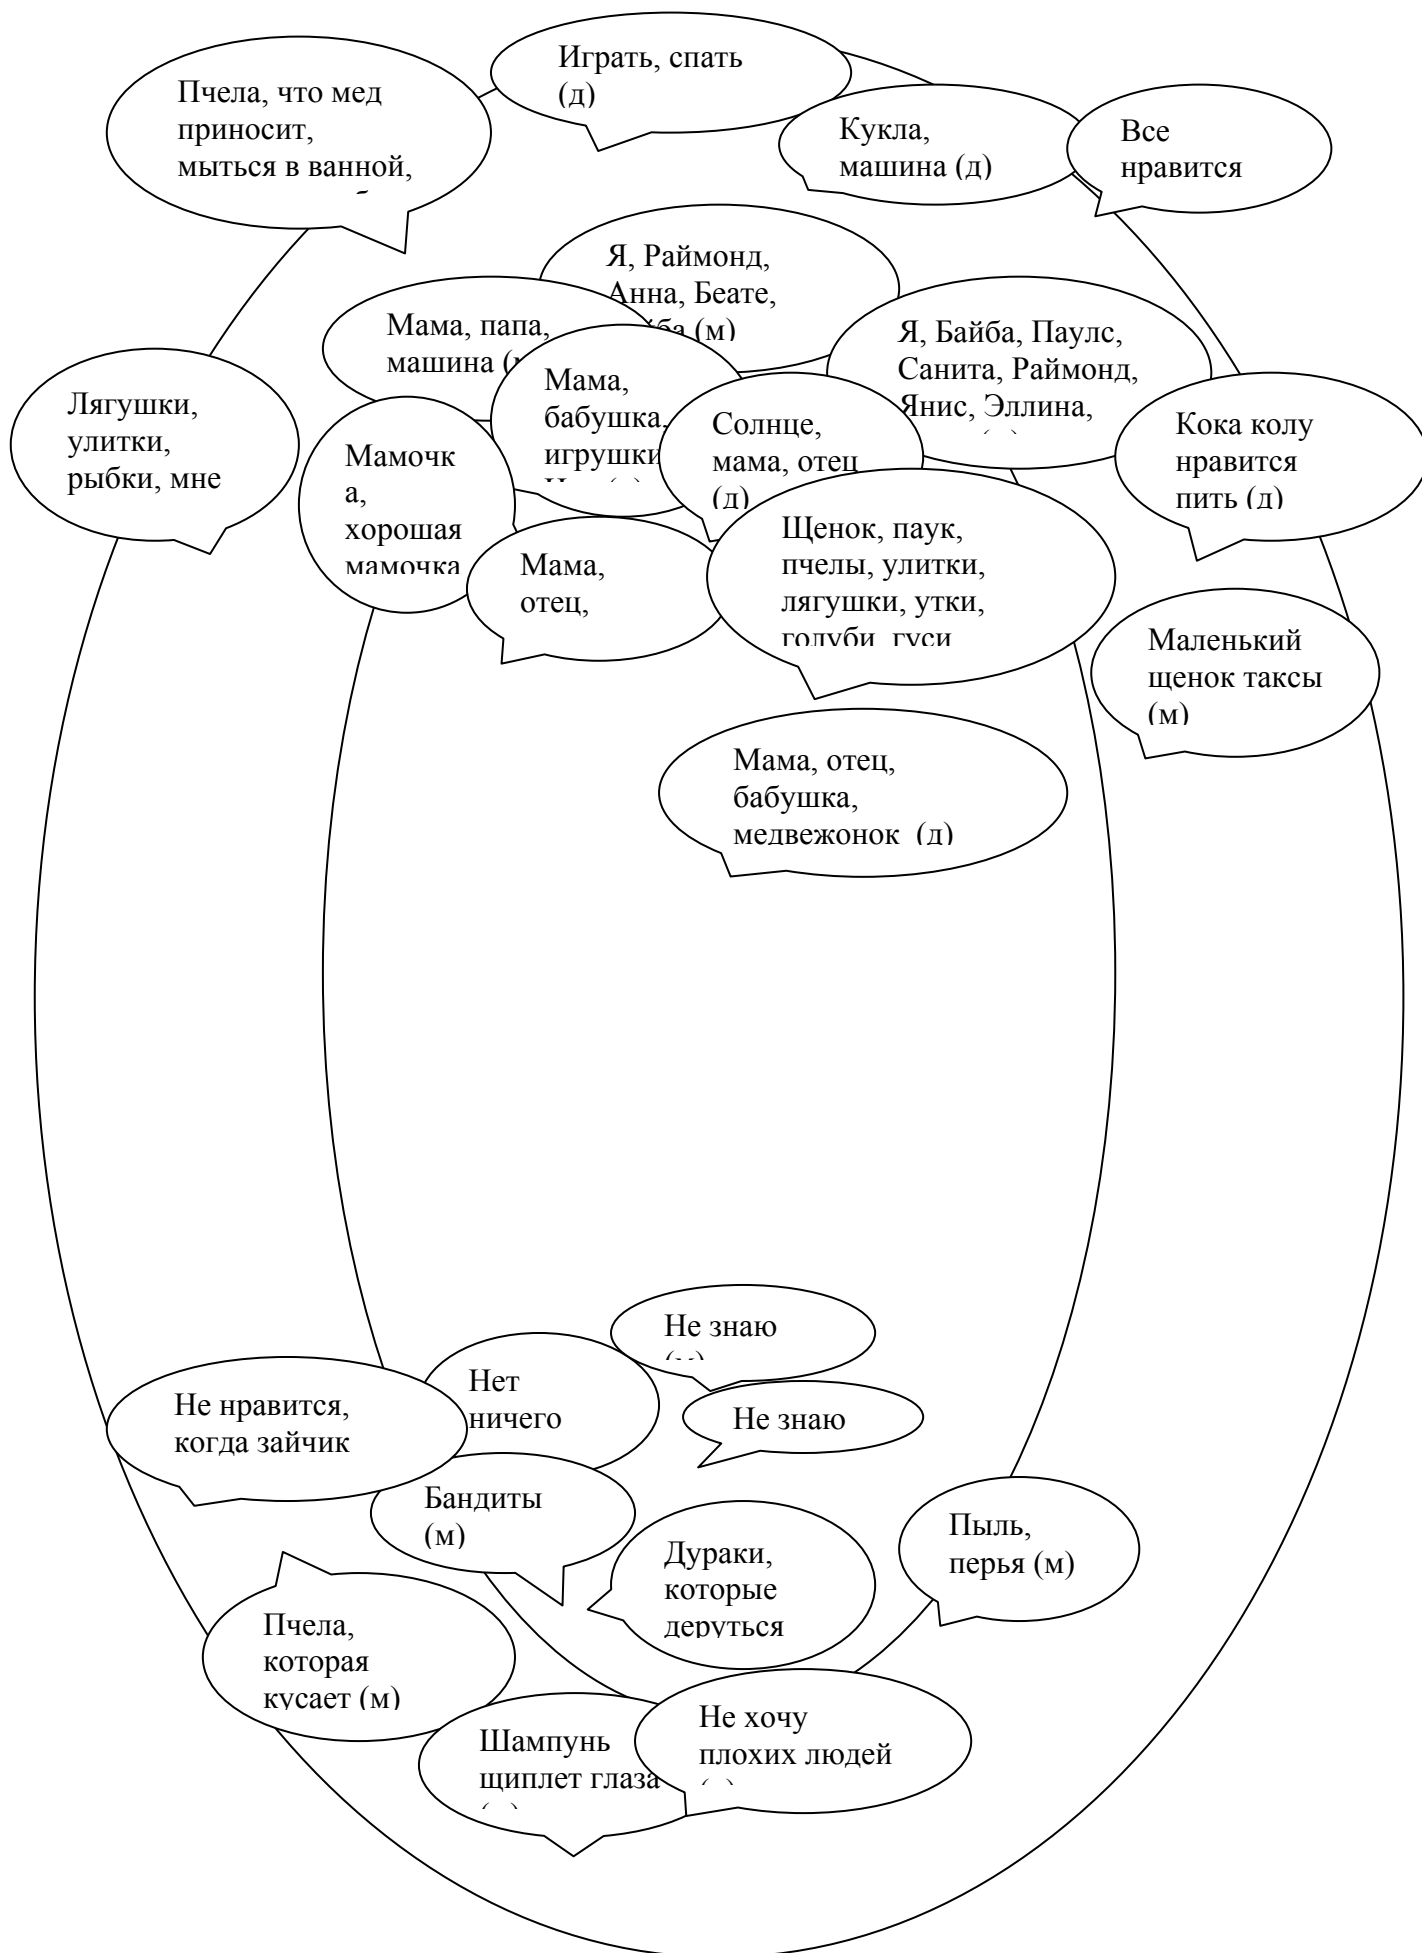 Играть, спать
(д)
Пчела, что мед
приносит,
мыться в ванной,
Кукла,
машина (д)
Все
нравится
Я, Раймонд,
Анна, Беате,
(м)
Мама, папа,
машина
Я, Байба, Паулс,
Санита, Раймонд,
Янис, Эллина,
Мама,
бабушка,
игрушки
Лягушки,
улитки,
рыбки, мне
Солнце,
мама, отец
(д)
Кока колу
нравится
пить (д)
Мамочк
а,
хорошая
мамочка
Щенок, паук,
пчелы, улитки,
лягушки, утки,
голуби, гуси
Мама,
отец,
Маленький
щенок таксы
(м)
Мама, отец,
бабушка,
медвежонок (д)
Не знаю
(м)
Нет
ничего
Не нравится,
когда зайчик
Не знаю
Бандиты
(м)
Пыль,
перья (м)
Дураки,
которые
деруться
Пчела,
которая
кусает (м)
Не хочу
плохих людей
Шампунь
щиплет глаза